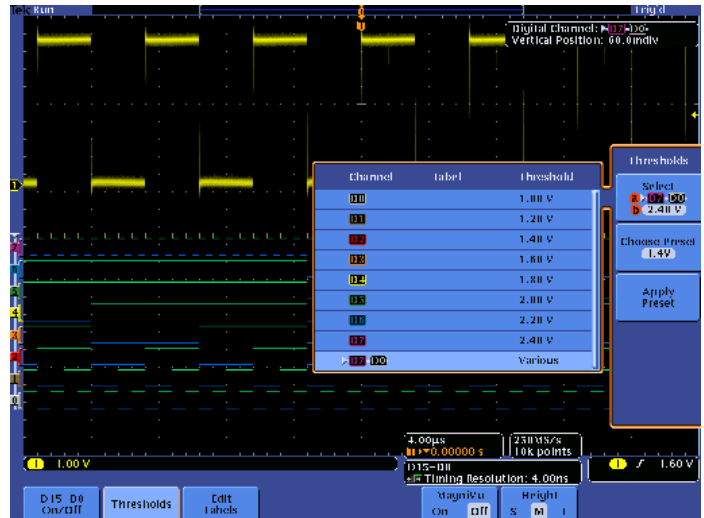 Tek Run
Trig'd
Digital Channel: D7-D0
Vertical Position: 60.0mdiv
1
Channel Label Threshold
D0 1.00 V
D1 1.20 V
D2 1.40 V
D3 1.60 V
D4 1.80 V
D5 2.00 V
D6 2.20 V
D7 2.40 V
D7-D0 Various
Thresholds
Select
a D7-D0
b 2.40 V
Choose Preset
1.4V
Apply
Preset
4.00µs
0.00000 s
250MS/s
10k points
1 1.00 V
D15-D0
Timing Resolution: 4.00ns
1 1.60 V
D15 D0
On/Off
Thresholds
Edit
Labels
MagniVu
On Off
Height
S M L